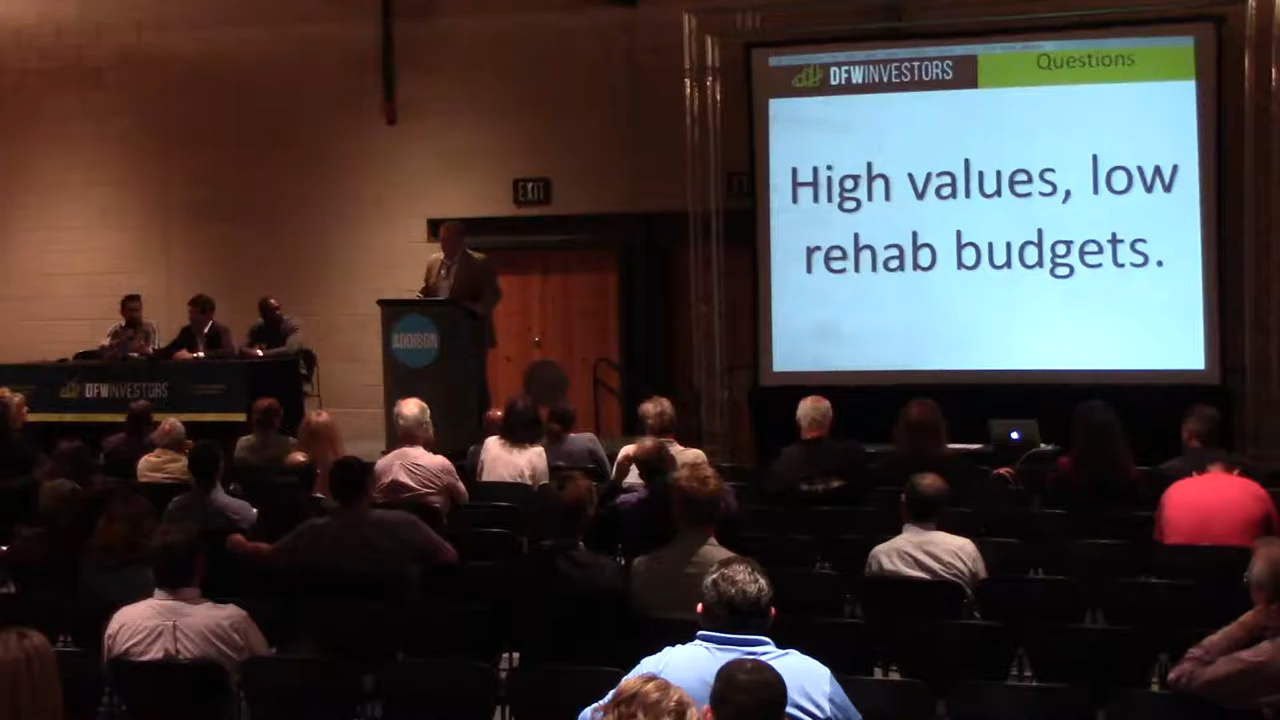 DFWINVESTORS
Questions
High values, low
rehab budgets.
EXIT
ADDISON
DFWINVESTORS